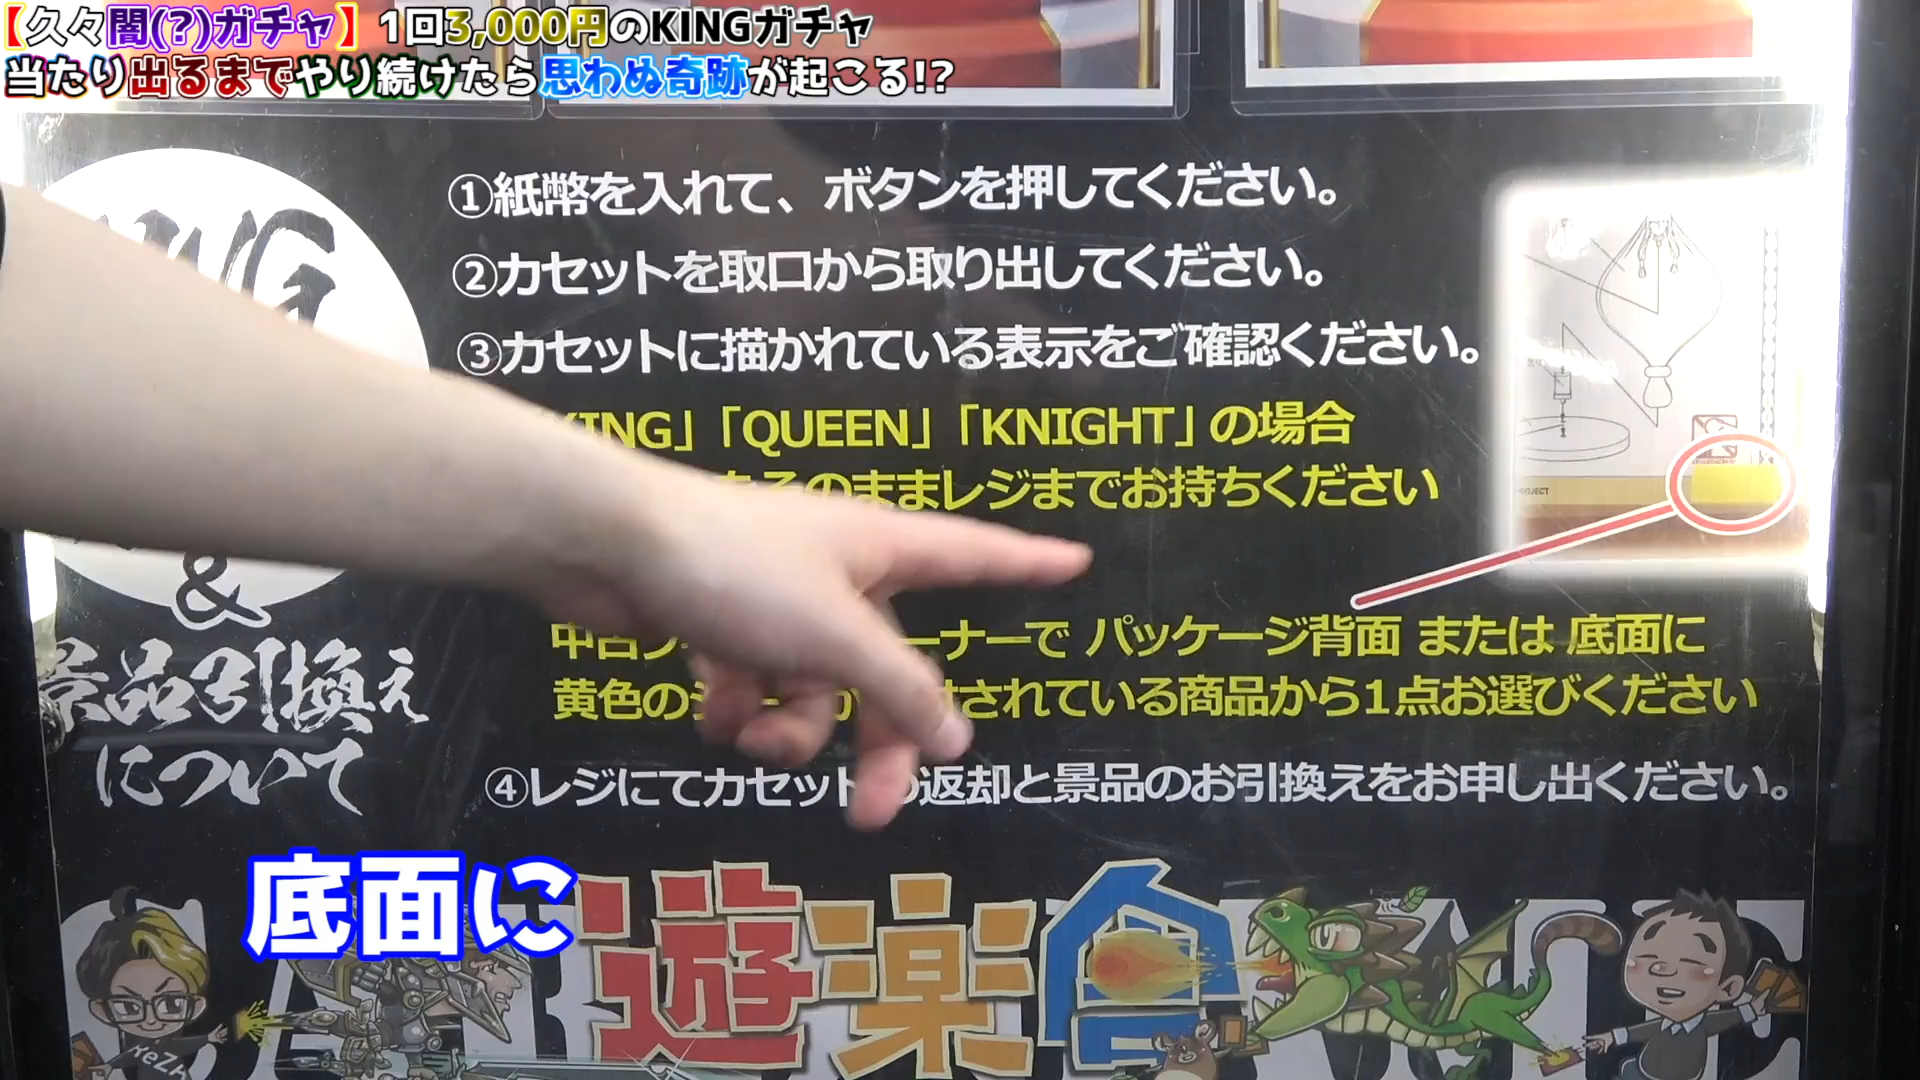 【久々闇(?)ガチャ】1回3,000円のKINGガチャ
当たり出るまでやり続けたら思わぬ奇跡が起こる!?
①紙幣を入れて、ボタンを押してください。
②カセットを取口から取り出してください。
③カセットに描かれている表示をご確認ください。
KING」「QUEEN」「KNIGHT」の場合
そのままレジまでお持ちください
PROJECT
ーナーで パッケージ背面 または 底面に
黄色の されている商品から1点お選びください
④レジにてカセット 返却と景品のお引換えをお申し出ください。
&
景品引換え
について
底面に
遊楽舎
KeZA